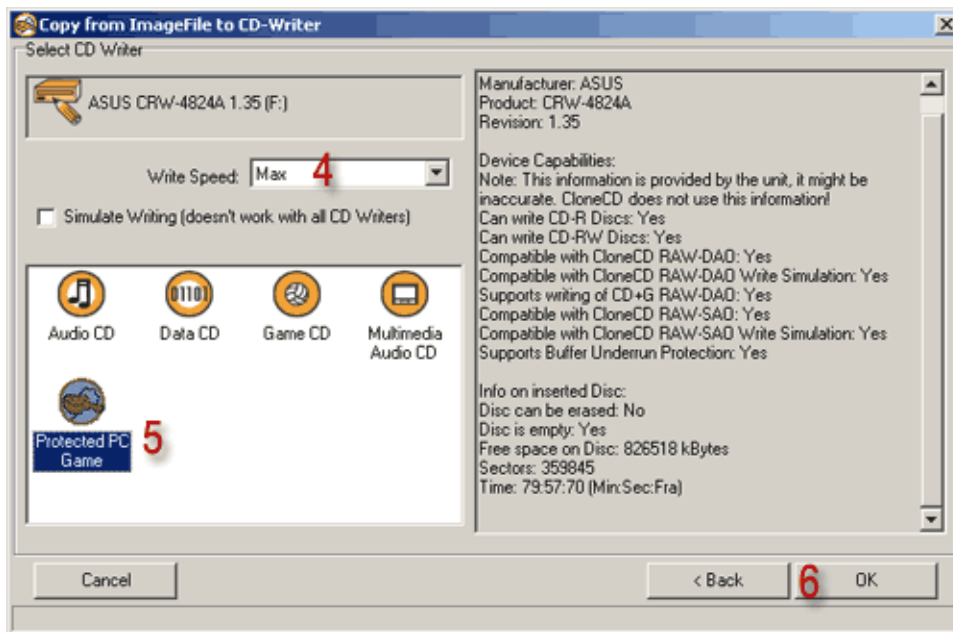 Copy from ImageFile to CD-Writer
Select CD Writer
ASUS CRW-4824A 1.35 (F:)
Write Speed: Max 4
Simulate Writing (doesn't work with all CD Writers)
Audio CD
Data CD
Game CD
Multimedia
Audio CD
Protected PC
Game
5
Manufacturer: ASUS
Product: CRW-4824A
Revision: 1.35
Device Capabilities:
Note: This information is provided by the unit, it might be
inaccurate. CloneCD does not use this information!
Can write CD-R Discs: Yes
Can write CD-RW Discs: Yes
Compatible with CloneCD RAW-DAO: Yes
Compatible with CloneCD RAW-DAO Write Simulation: Yes
Supports writing of CD+G RAW-DAO: Yes
Compatible with CloneCD RAW-SAO: Yes
Compatible with CloneCD RAW-SAO Write Simulation: Yes
Supports Buffer Underrun Protection: Yes
Info on inserted Disc:
Disc can be erased: No
Disc is empty: Yes
Free space on Disc: 826518 kBytes
Sectors: 359845
Time: 79:57:70 (Min:Sec:Fra)
Cancel
< Back
6 OK